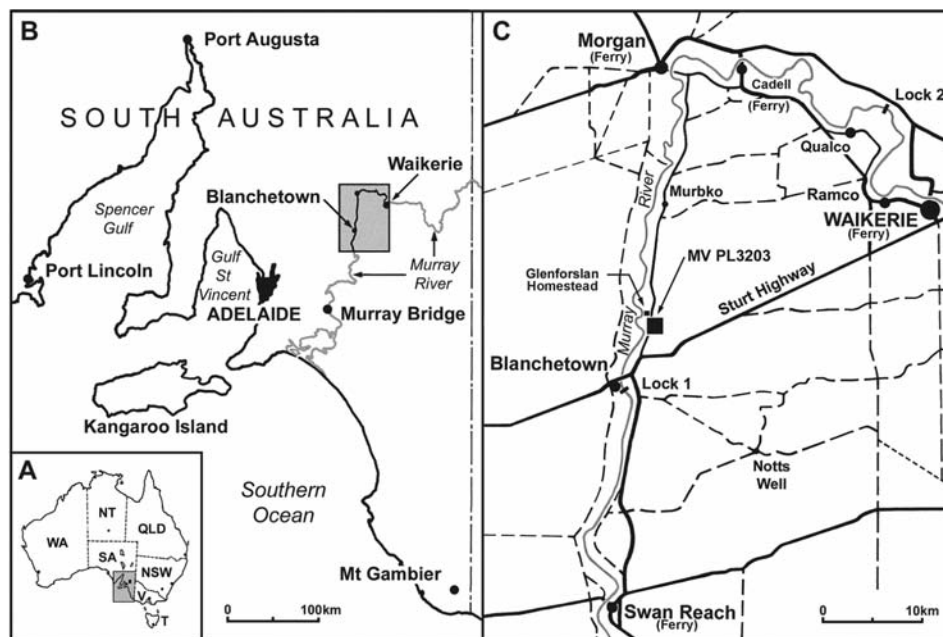 B
Port Augusta
SOUTH AUSTRALIA
Waikerie
Blanchetown
Spencer
Gulf
Gulf
St
Vincent
Murray
River
Port Lincoln
ADELAIDE
Murray Bridge
Kangaroo Island
Southern
Ocean
Mt Gambier
0
100km
A
NT
WA
QLD
SA
NSW
V
T
C
Morgan
(Ferry)
Cadell
(Ferry)
Lock 2
Qualco
Ramco
WAIKERIE
(Ferry)
River
Murbko
MV PL3203
Glenforslan
Homestead
Sturt Highway
Murray
Blanchetown
Lock 1
Notts
Well
Swan Reach
(Ferry)
0
10km